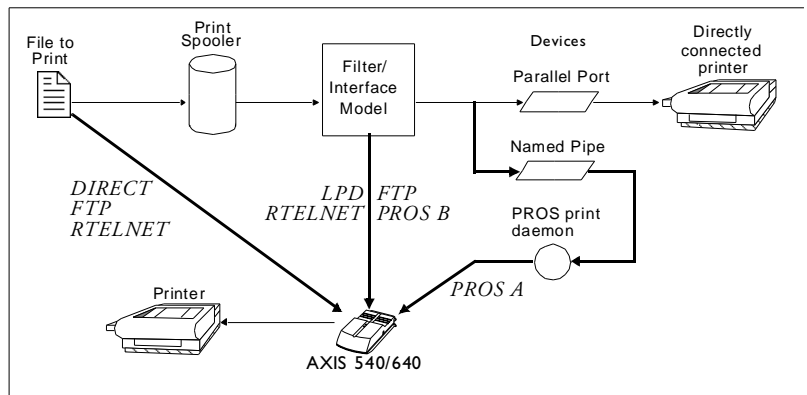 File to
Print
Print
Spooler
Filter/
Interface
Model
Devices
Parallel Port
Directly
connected
printer
Named Pipe
DIRECT
FTP
RTELNET
LPD FTP
RTELNET PROS B
PROS print
daemon
PROS A
Printer
AXIS 540/640